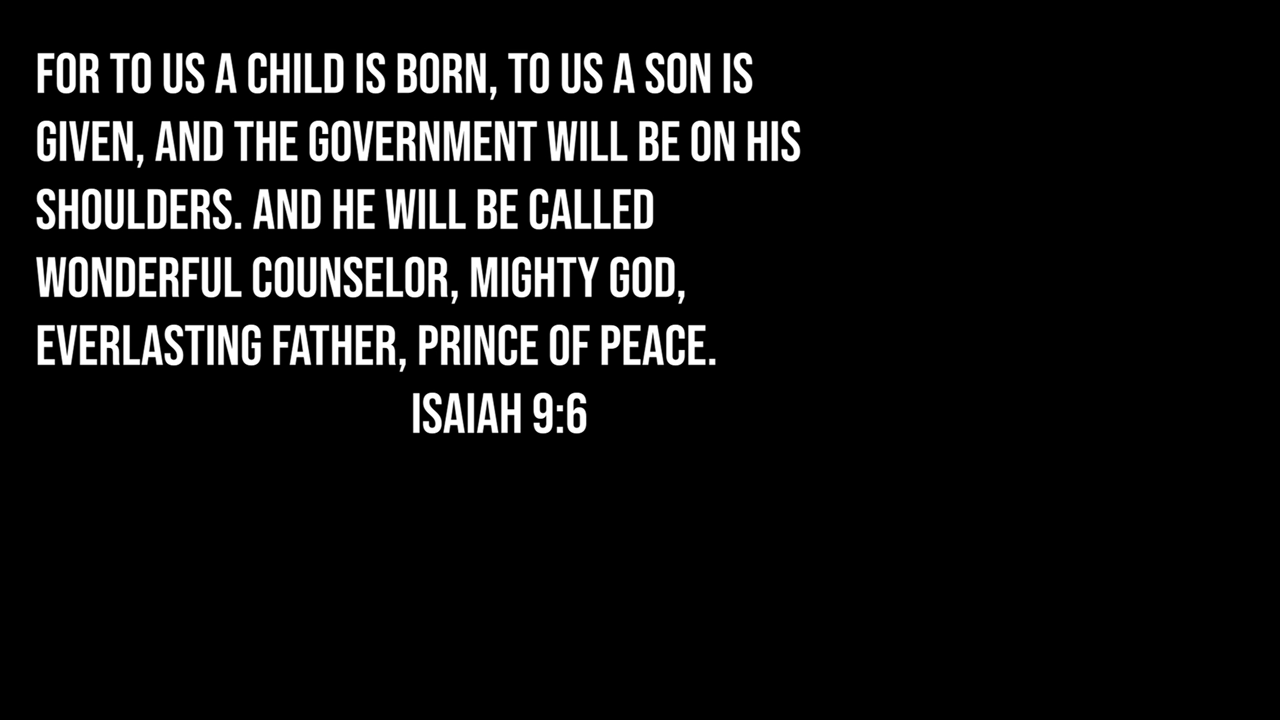 FOR TO US A CHILD IS BORN, TO US A SON IS
GIVEN, AND THE GOVERNMENT WILL BE ON HIS
SHOULDERS. AND HE WILL BE CALLED
WONDERFUL COUNSELOR, MIGHTY GOD,
EVERLASTING FATHER, PRINCE OF PEACE.
ISAIAH 9:6